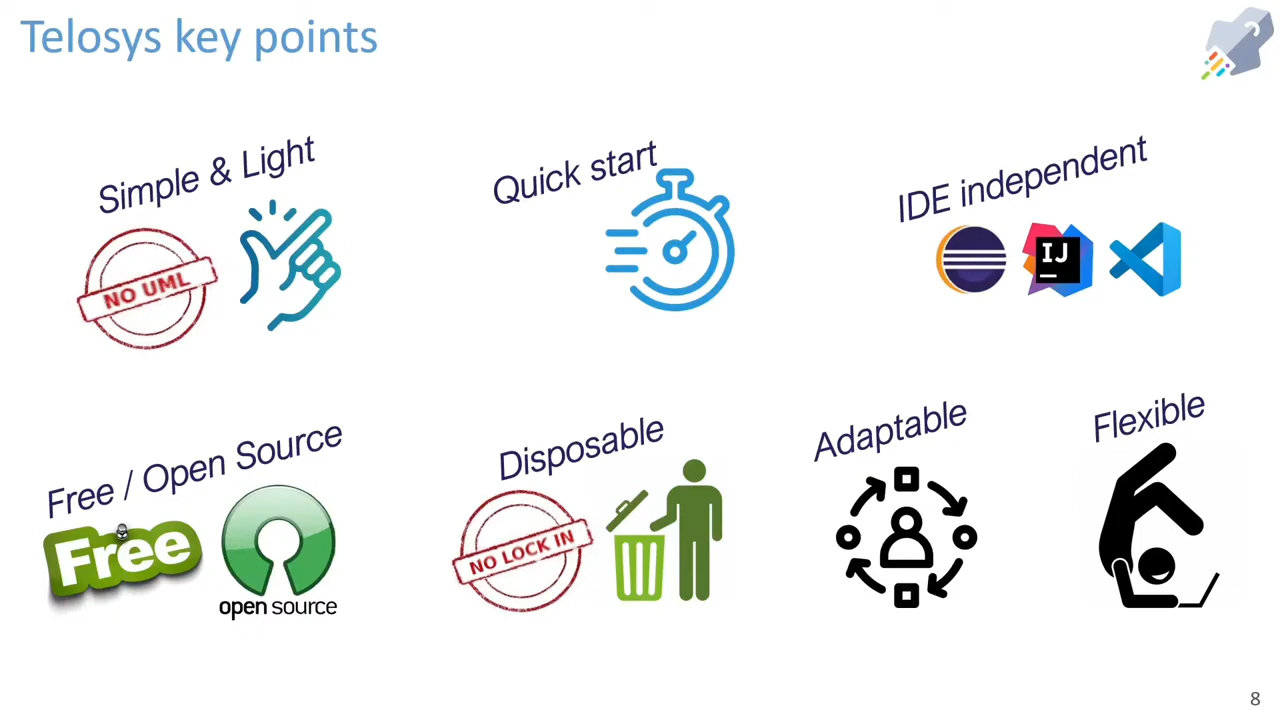 Telosys key points
Simple & Light
NO UML
Quick start
IDE independent
IJ
Free / Open Source
Free
open source
Disposable
NO LOCK IN
Adaptable
Flexible
8